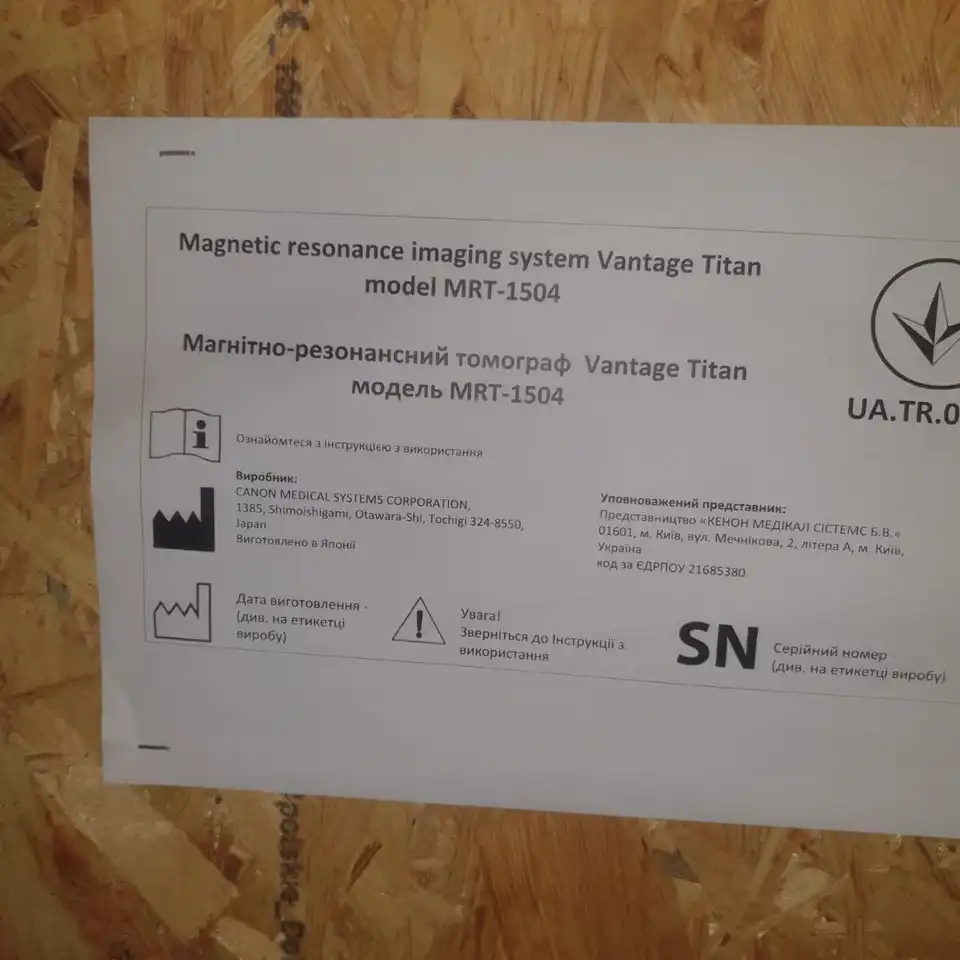 Magnetic resonance imaging system Vantage Titan
model MRT-1504
Магнітно-резонансний томограф Vantage Titan
модель MRT-1504
UA.TR.0
i
Ознайомтеся з інструкцією з використання
Виробник:
CANON MEDICAL SYSTEMS CORPORATION,
1385, Shimoishigami, Otawara-Shi, Tochigi 324-8550,
Japan
Виготовлено в Японії
Уповноважений представник:
Представництво «КЕНОН МЕДІКАЛ СІСТЕМС Б.В.»
01601, м. Київ, вул. Мечнікова, 2, літера А, м. Київ,
Україна
код за ЄДРПОУ 21685380
Дата виготовлення -
(див. на етикетці
виробу)
!
Увага!
Зверніться до Інструкції з
використання
SN
Серійний номер -
(див. на етикетці виробу)